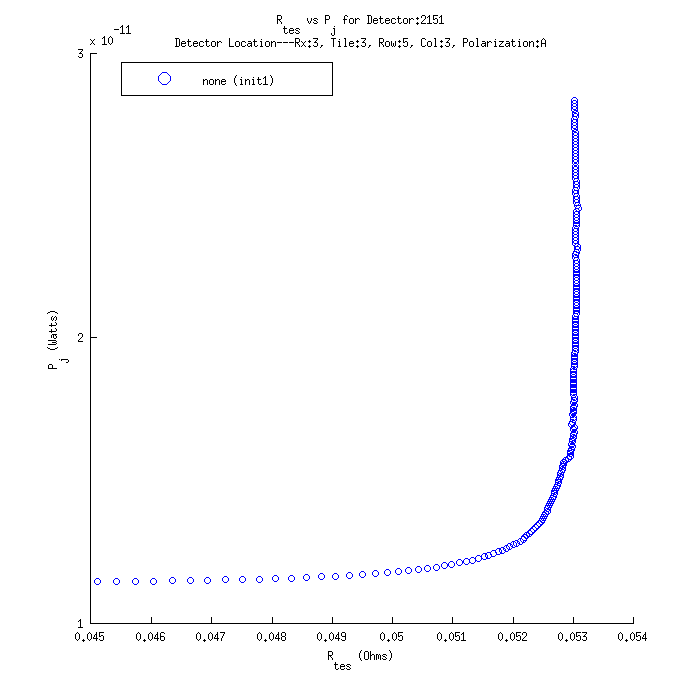 R_tes vs P_j for Detector:2151
Detector Location---Rx:3, Tile:3, Row:5, Col:3, Polarization:A
x 10^-11
none (init1)
3
2
1
P_j (Watts)
0.045 0.046 0.047 0.048 0.049 0.05 0.051 0.052 0.053 0.054
R_tes (Ohms)